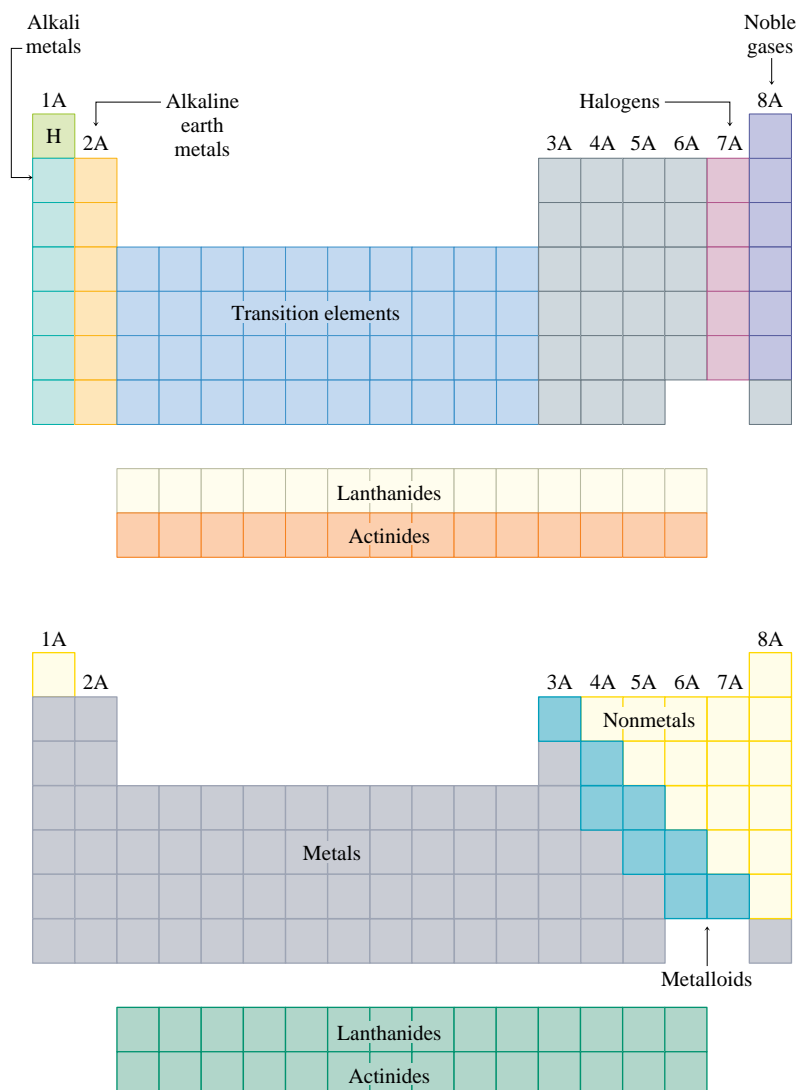 Alkali
metals
Noble
gases
1A
Alkaline
earth
metals
Halogens
8A
H
2A
3A 4A 5A 6A 7A
Transition elements
Lanthanides
Actinides
1A
8A
2A
3A 4A 5A 6A 7A
Nonmetals
Metals
Metalloids
Lanthanides
Actinides